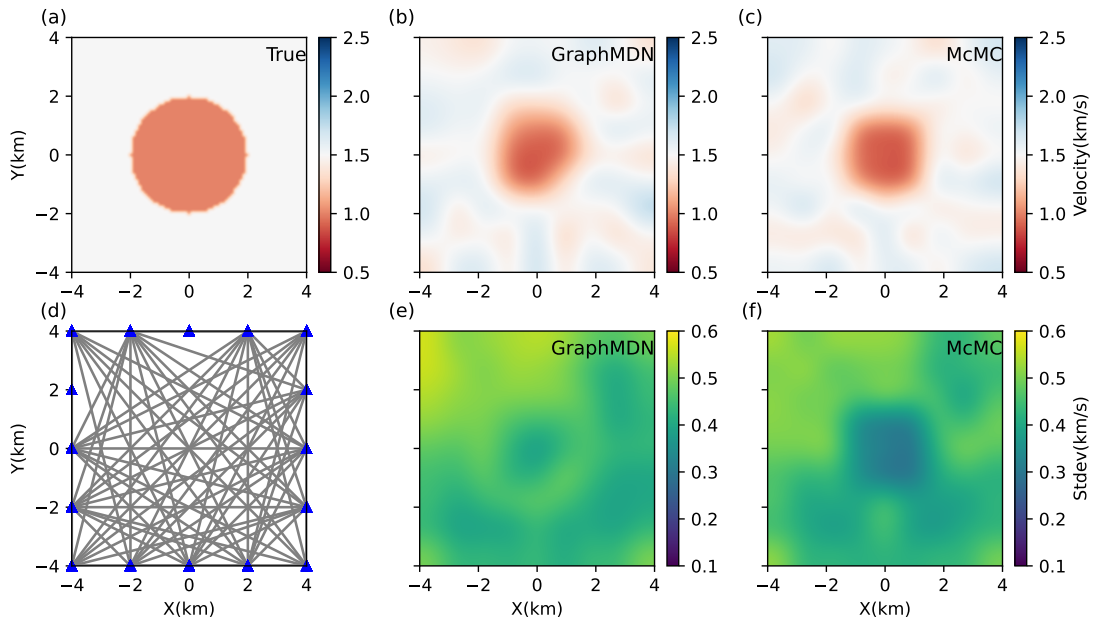 (a)
(b)
(c)
True
GraphMDN
McMC
4
2
0
−2
−4
Y(km)
−4 −2 0 2 4
2.5
2.0
1.5
1.0
0.5
−4 −2 0 2 4
2.5
2.0
1.5
1.0
0.5
−4 −2 0 2 4
2.5
2.0
1.5
1.0
0.5
Velocity(km/s)
(d)
(e)
(f)
GraphMDN
McMC
4
2
0
−2
−4
Y(km)
−4 −2 0 2 4
X(km)
−4 −2 0 2 4
X(km)
0.6
0.5
0.4
0.3
0.2
0.1
−4 −2 0 2 4
X(km)
0.6
0.5
0.4
0.3
0.2
0.1
Stdev(km/s)